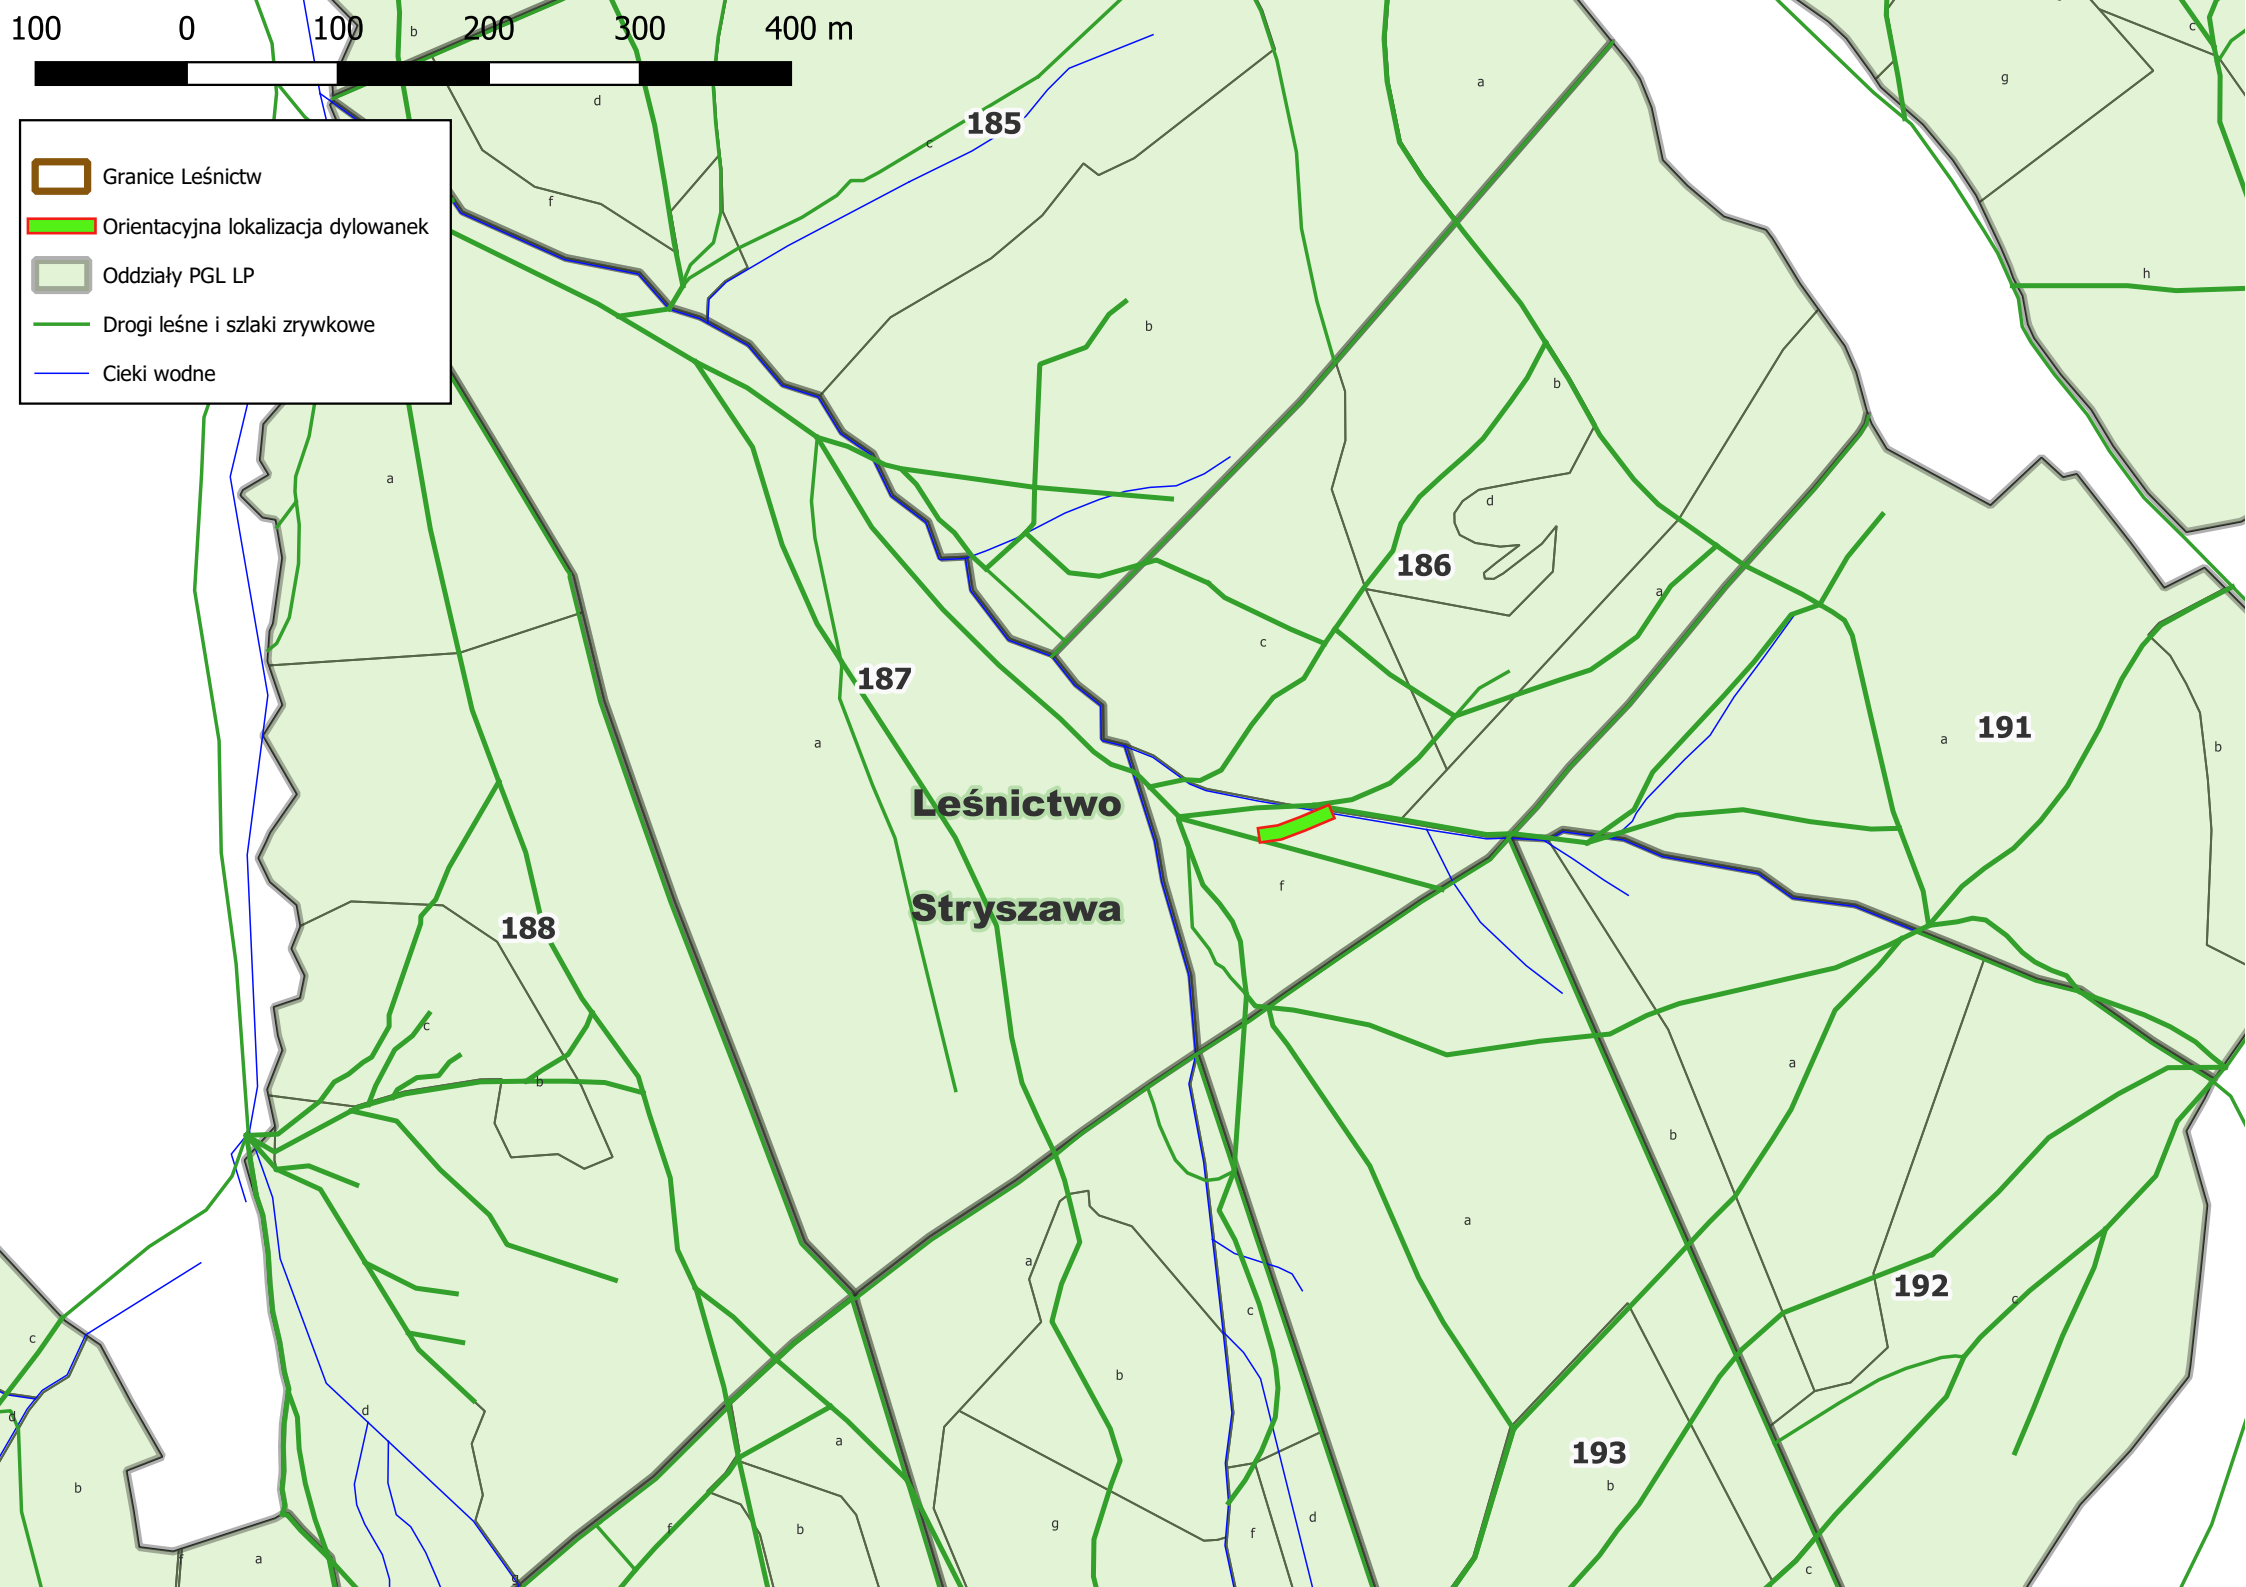 100 0 100 200 300 400 m
Granice Leśnictw
Orientacyjna lokalizacja dylowanek
Oddziały PGL LP
Drogi leśne i szlaki zrywkowe
Cieki wodne
b
d
f
185
c
a
b
g
c
h
b
d
186
a
c
a
187
a
191
a
b
Leśnictwo
Stryszawa
f
188
c
b
a
b
a
192
c
a
b
c
193
b
c
a
b
g
f
d
a
b
f
d
g
c
d
b
a